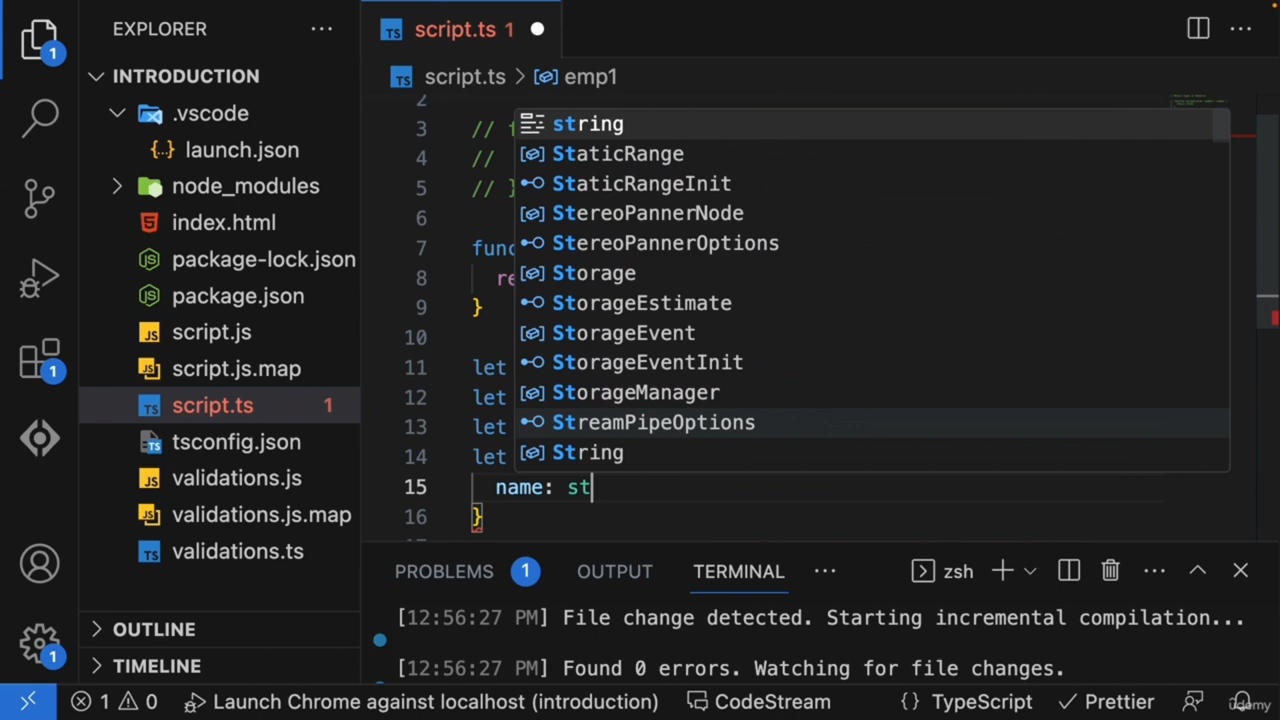 EXPLORER
script.ts 1
1
INTRODUCTION
script.ts > emp1
.vscode
launch.json
node_modules
index.html
package-lock.json
package.json
script.js
script.js.map
script.ts 1
tsconfig.json
validations.js
validations.js.map
validations.ts
OUTLINE
TIMELINE
1
1
2
3 // f
4 //
5 // }
6
7 func
8 re
9 }
10
11 let
12 let
13 let
14 let
15 name: st
16 }
string
StaticRange
StaticRangeInit
StereoPannerNode
StereoPannerOptions
Storage
StorageEstimate
StorageEvent
StorageEventInit
StorageManager
StreamPipeOptions
String
PROBLEMS 1 OUTPUT TERMINAL zsh
[12:56:27 PM] File change detected. Starting incremental compilation...
[12:56:27 PM] Found 0 errors. Watching for file changes.
1 0 Launch Chrome against localhost (introduction) CodeStream {} TypeScript Prettier
udemy